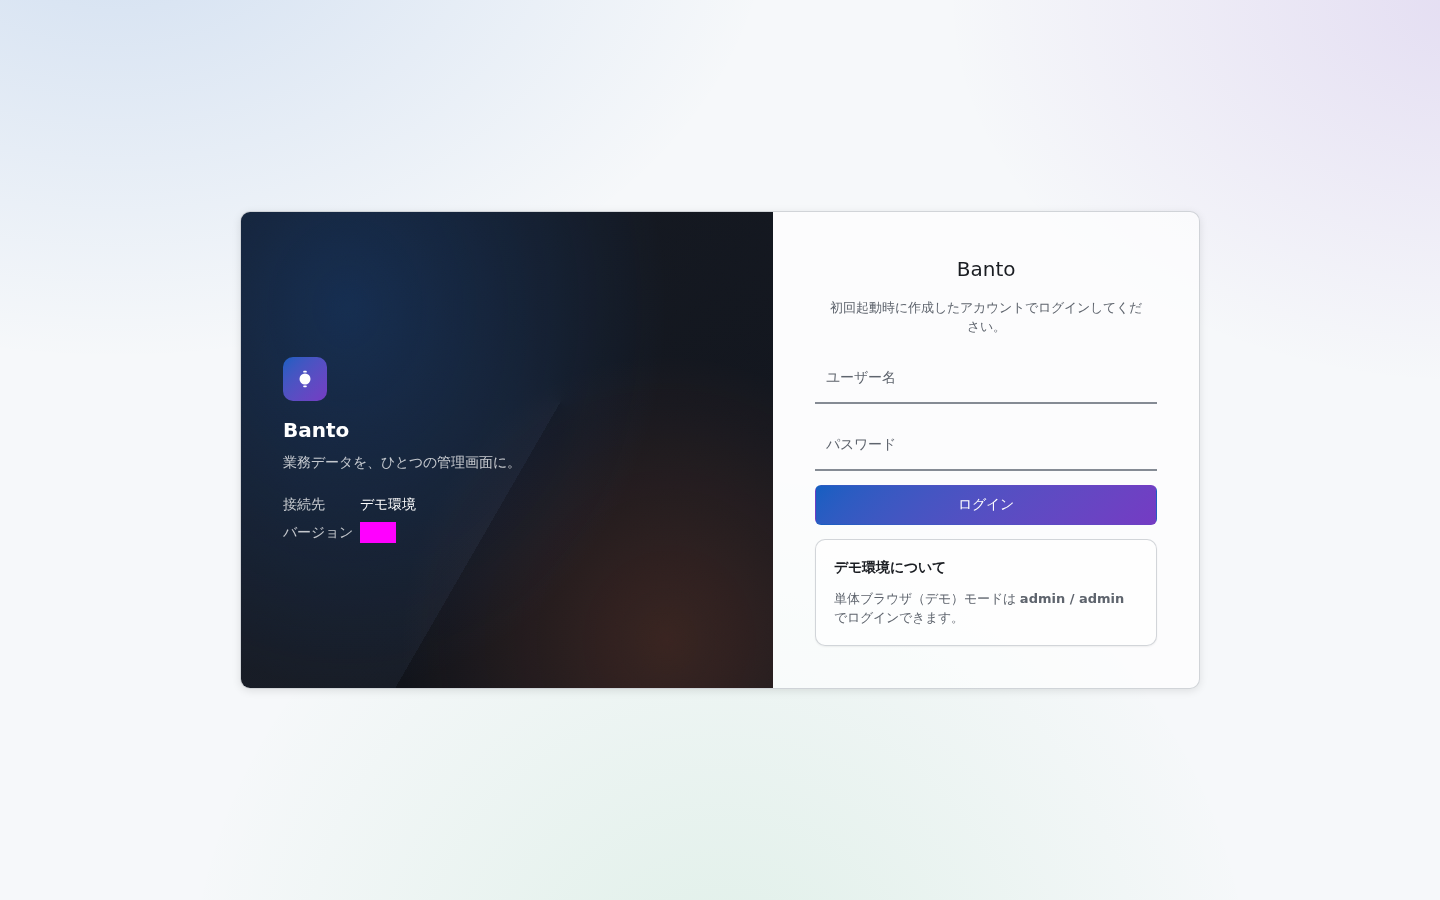 Banto
業務データを、ひとつの管理画面に。
接続先 デモ環境
バージョン
Banto
初回起動時に作成したアカウントでログインしてくだ
さい。
ユーザー名
パスワード
ログイン
デモ環境について
単体ブラウザ（デモ）モードは admin / admin
でログインできます。